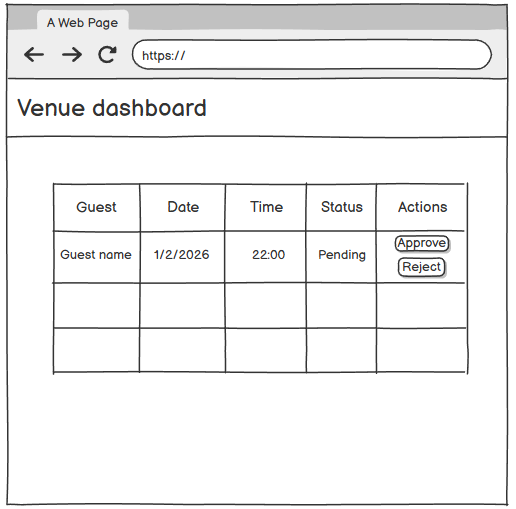 A Web Page
https://
Venue dashboard
Guest Date Time Status Actions
Guest name 1/2/2026 22:00 Pending Approve
Reject